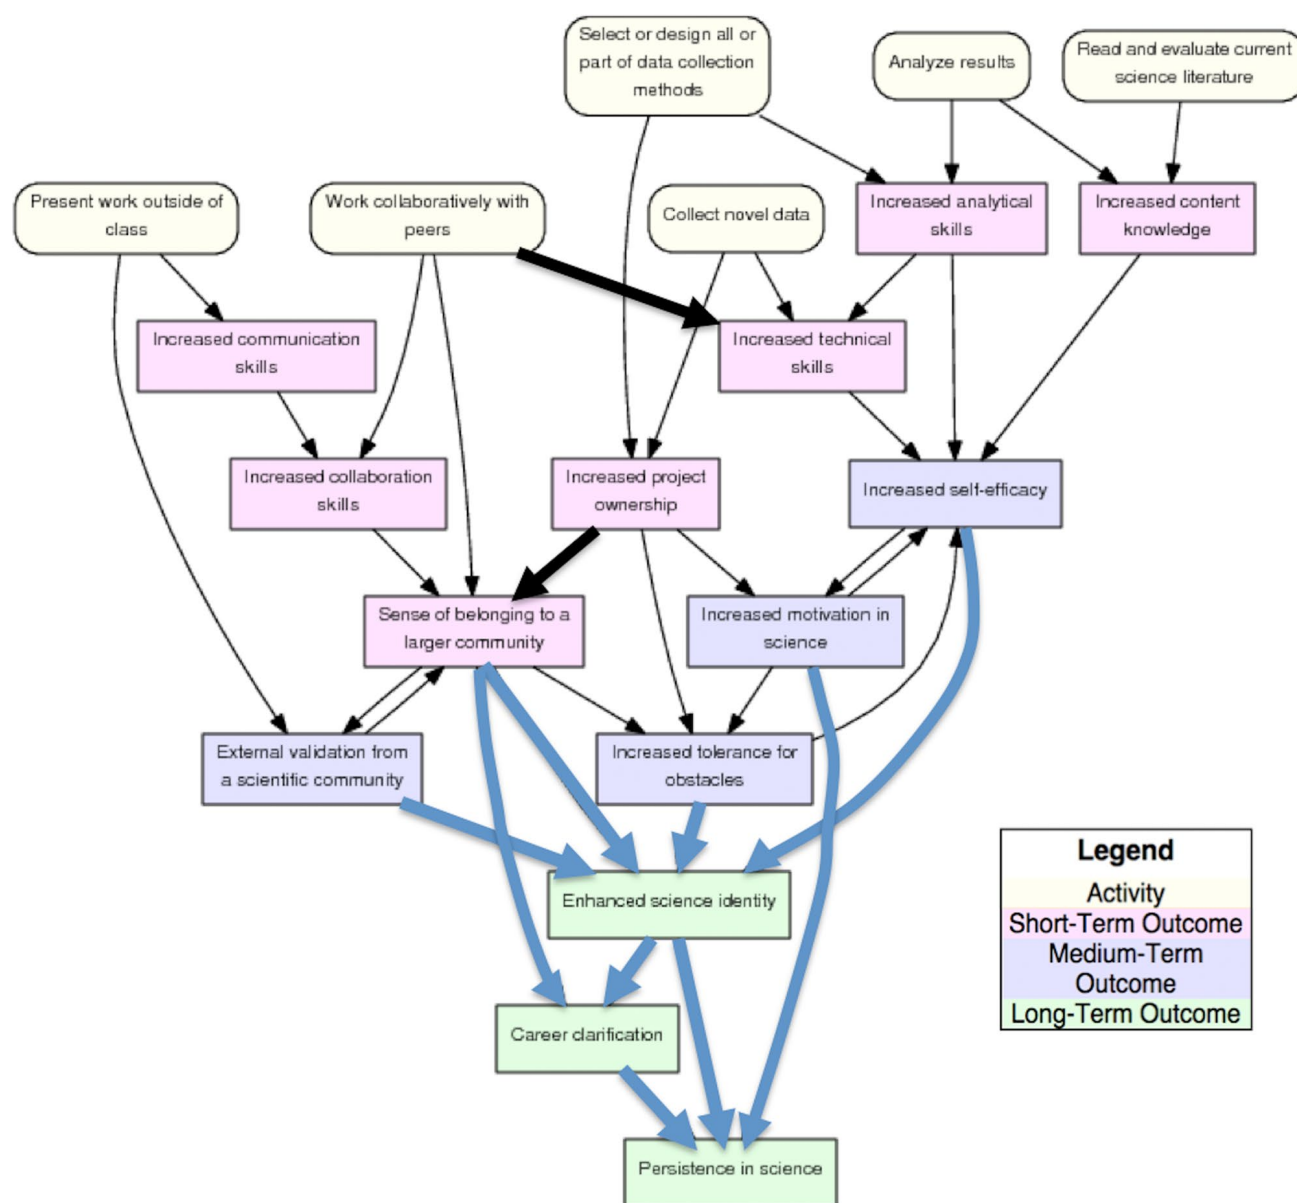 Select or design all or
part of data collection
methods
Analyze results
Read and evaluate current
science literature
Present work outside of
class
Work collaboratively with
peers
Collect novel data
Increased analytical
skills
Increased content
knowledge
Increased communication
skills
Increased technical
skills
Increased collaboration
skills
Increased project
ownership
Increased self-efficacy
Sense of belonging to a
larger community
Increased motivation in
science
External validation from
a scientific community
Increased tolerance for
obstacles
Enhanced science identity
Career clarification
Persistence in science
Legend
Activity
Short-Term Outcome
Medium-Term
Outcome
Long-Term Outcome